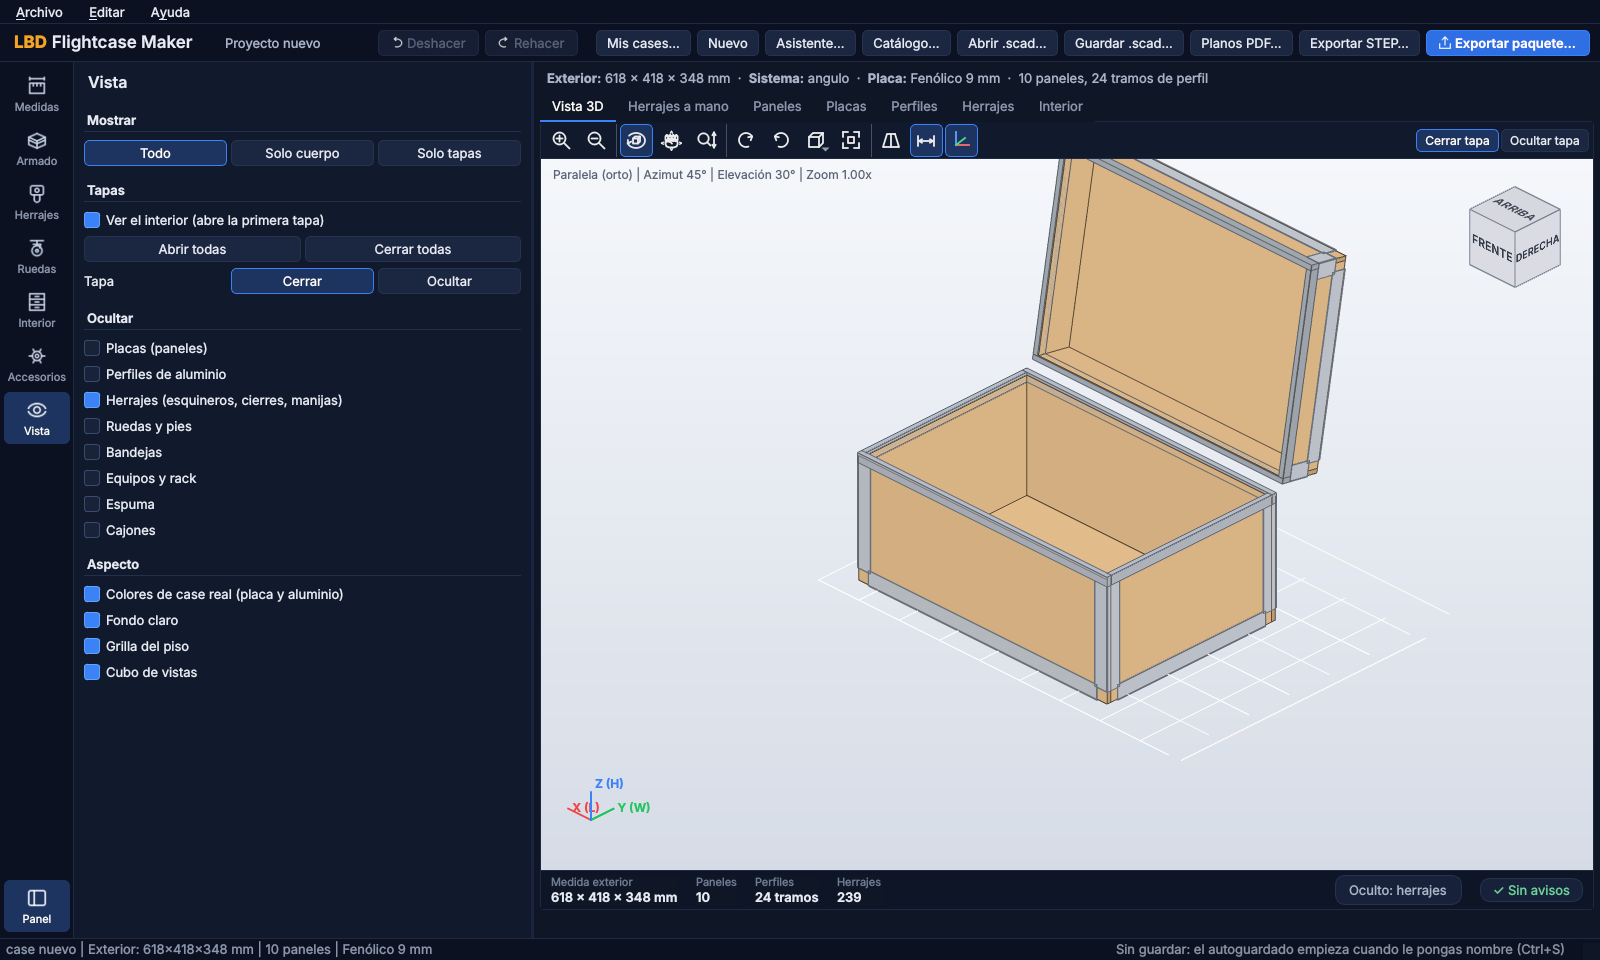 Archivo Editar Ayuda
LBD Flightcase Maker Proyecto nuevo Deshacer Rehacer Mis cases... Nuevo Asistente... Catálogo... Abrir .scad... Guardar .scad... Planos PDF... Exportar STEP... Exportar paquete...
Medidas
Armado
Herrajes
Ruedas
Interior
Accesorios
Vista
Panel
Vista
Mostrar
Todo Solo cuerpo Solo tapas
Tapas
Ver el interior (abre la primera tapa)
Abrir todas Cerrar todas
Tapa Cerrar Ocultar
Ocultar
Placas (paneles)
Perfiles de aluminio
Herrajes (esquineros, cierres, manijas)
Ruedas y pies
Bandejas
Equipos y rack
Espuma
Cajones
Aspecto
Colores de case real (placa y aluminio)
Fondo claro
Grilla del piso
Cubo de vistas
Exterior: 618 × 418 × 348 mm · Sistema: angulo · Placa: Fenólico 9 mm · 10 paneles, 24 tramos de perfil
Vista 3D Herrajes a mano Paneles Placas Perfiles Herrajes Interior
Cerrar tapa Ocultar tapa
Paralela (orto) | Azimut 45° | Elevación 30° | Zoom 1.00x
ARRIBA
FRENTE DERECHA
Z (H)
X (L) Y (W)
Medida exterior Paneles Perfiles Herrajes
618 × 418 × 348 mm 10 24 tramos 239
Oculto: herrajes ✓ Sin avisos
case nuevo | Exterior: 618×418×348 mm | 10 paneles | Fenólico 9 mm
Sin guardar: el autoguardado empieza cuando le pongas nombre (Ctrl+S)